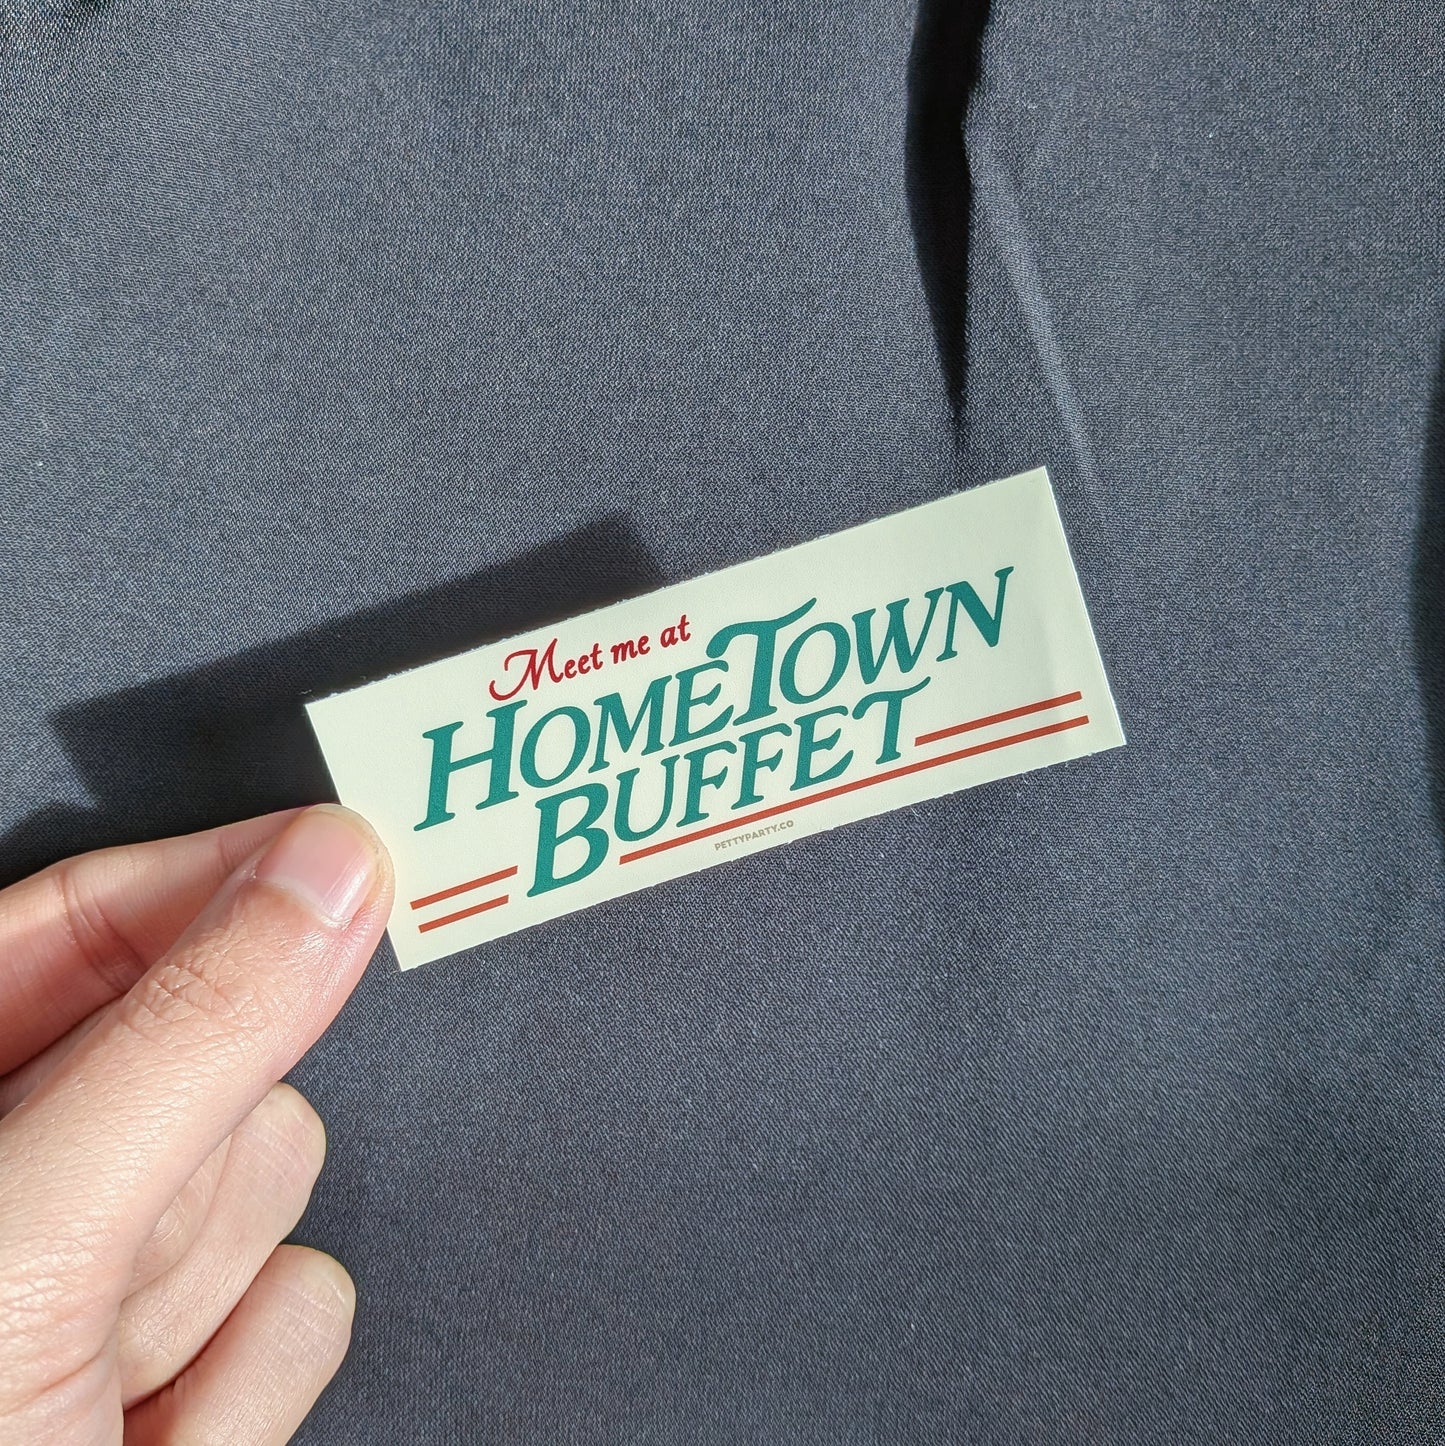 Meet me at
HOMETOWN
BUFFET
PETTYPARTY.CO